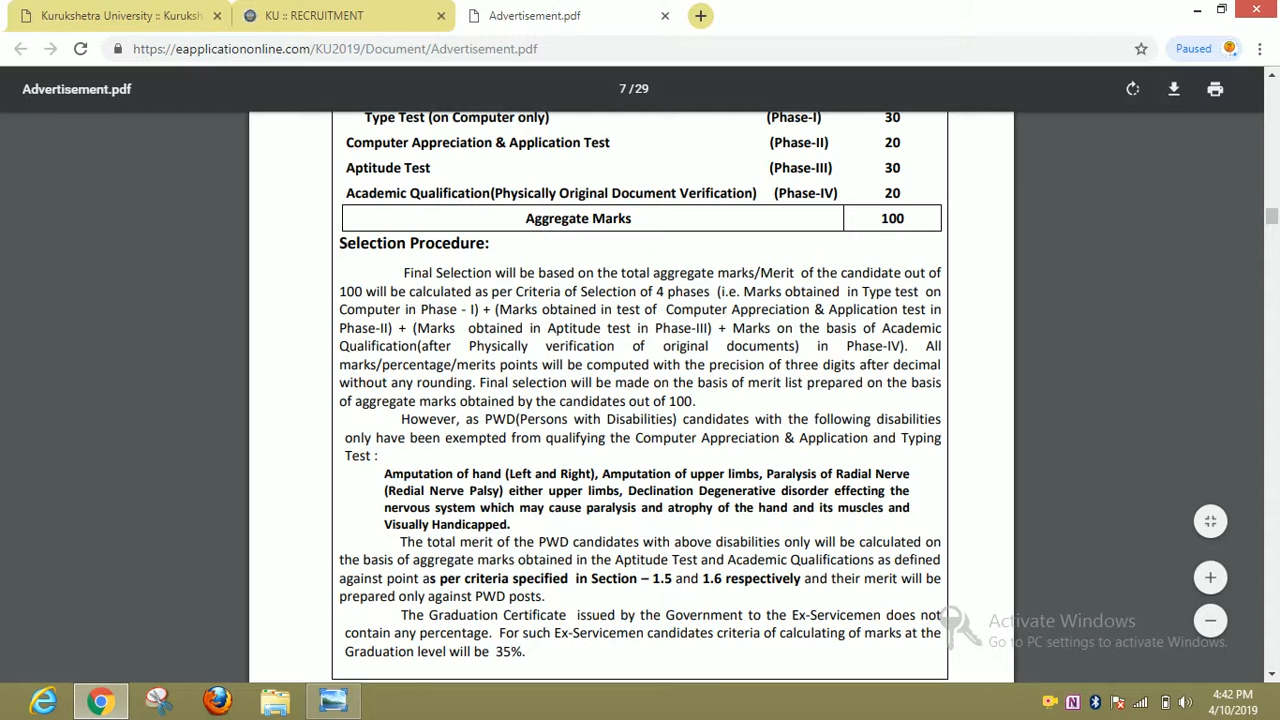 Kurukshetra University :: Kuruksh
KU :: RECRUITMENT
Advertisement.pdf
https://eapplicationonline.com/KU2019/Document/Advertisement.pdf
Paused
Advertisement.pdf
7 / 29
Type Test (on Computer only) (Phase-I) 30
Computer Appreciation & Application Test (Phase-II) 20
Aptitude Test (Phase-III) 30
Academic Qualification(Physically Original Document Verification) (Phase-IV) 20
Aggregate Marks 100
Selection Procedure:
Final Selection will be based on the total aggregate marks/Merit of the candidate out of
100 will be calculated as per Criteria of Selection of 4 phases (i.e. Marks obtained in Type test on
Computer in Phase - I) + (Marks obtained in test of Computer Appreciation & Application test in
Phase-II) + (Marks obtained in Aptitude test in Phase-III) + Marks on the basis of Academic
Qualification(after Physically verification of original documents) in Phase-IV). All
marks/percentage/merits points will be computed with the precision of three digits after decimal
without any rounding. Final selection will be made on the basis of merit list prepared on the basis
of aggregate marks obtained by the candidates out of 100.
However, as PWD(Persons with Disabilities) candidates with the following disabilities
only have been exempted from qualifying the Computer Appreciation & Application and Typing
Test :
Amputation of hand (Left and Right), Amputation of upper limbs, Paralysis of Radial Nerve
(Redial Nerve Palsy) either upper limbs, Declination Degenerative disorder effecting the
nervous system which may cause paralysis and atrophy of the hand and its muscles and
Visually Handicapped.
The total merit of the PWD candidates with above disabilities only will be calculated on
the basis of aggregate marks obtained in the Aptitude Test and Academic Qualifications as defined
against point as per criteria specified in Section – 1.5 and 1.6 respectively and their merit will be
prepared only against PWD posts.
The Graduation Certificate issued by the Government to the Ex-Servicemen does not
contain any percentage. For such Ex-Servicemen candidates criteria of calculating of marks at the
Graduation level will be 35%.
Activate Windows
Go to PC settings to activate Windows.
4:42 PM
4/10/2019